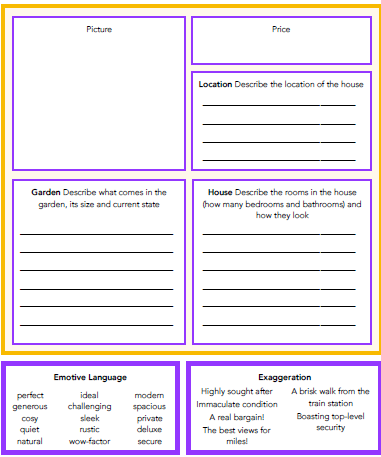 Picture
Price
Location Describe the location of the house
Garden Describe what comes in the
garden, its size and current state
House Describe the rooms in the house
(how many bedrooms and bathrooms) and
how they look
Emotive Language
perfect
generous
cosy
quiet
natural
ideal
challenging
sleek
rustic
wow-factor
modern
spacious
private
deluxe
secure
Exaggeration
Highly sought after
Immaculate condition
A real bargain!
The best views for
miles!
A brisk walk from the
train station
Boasting top-level
security